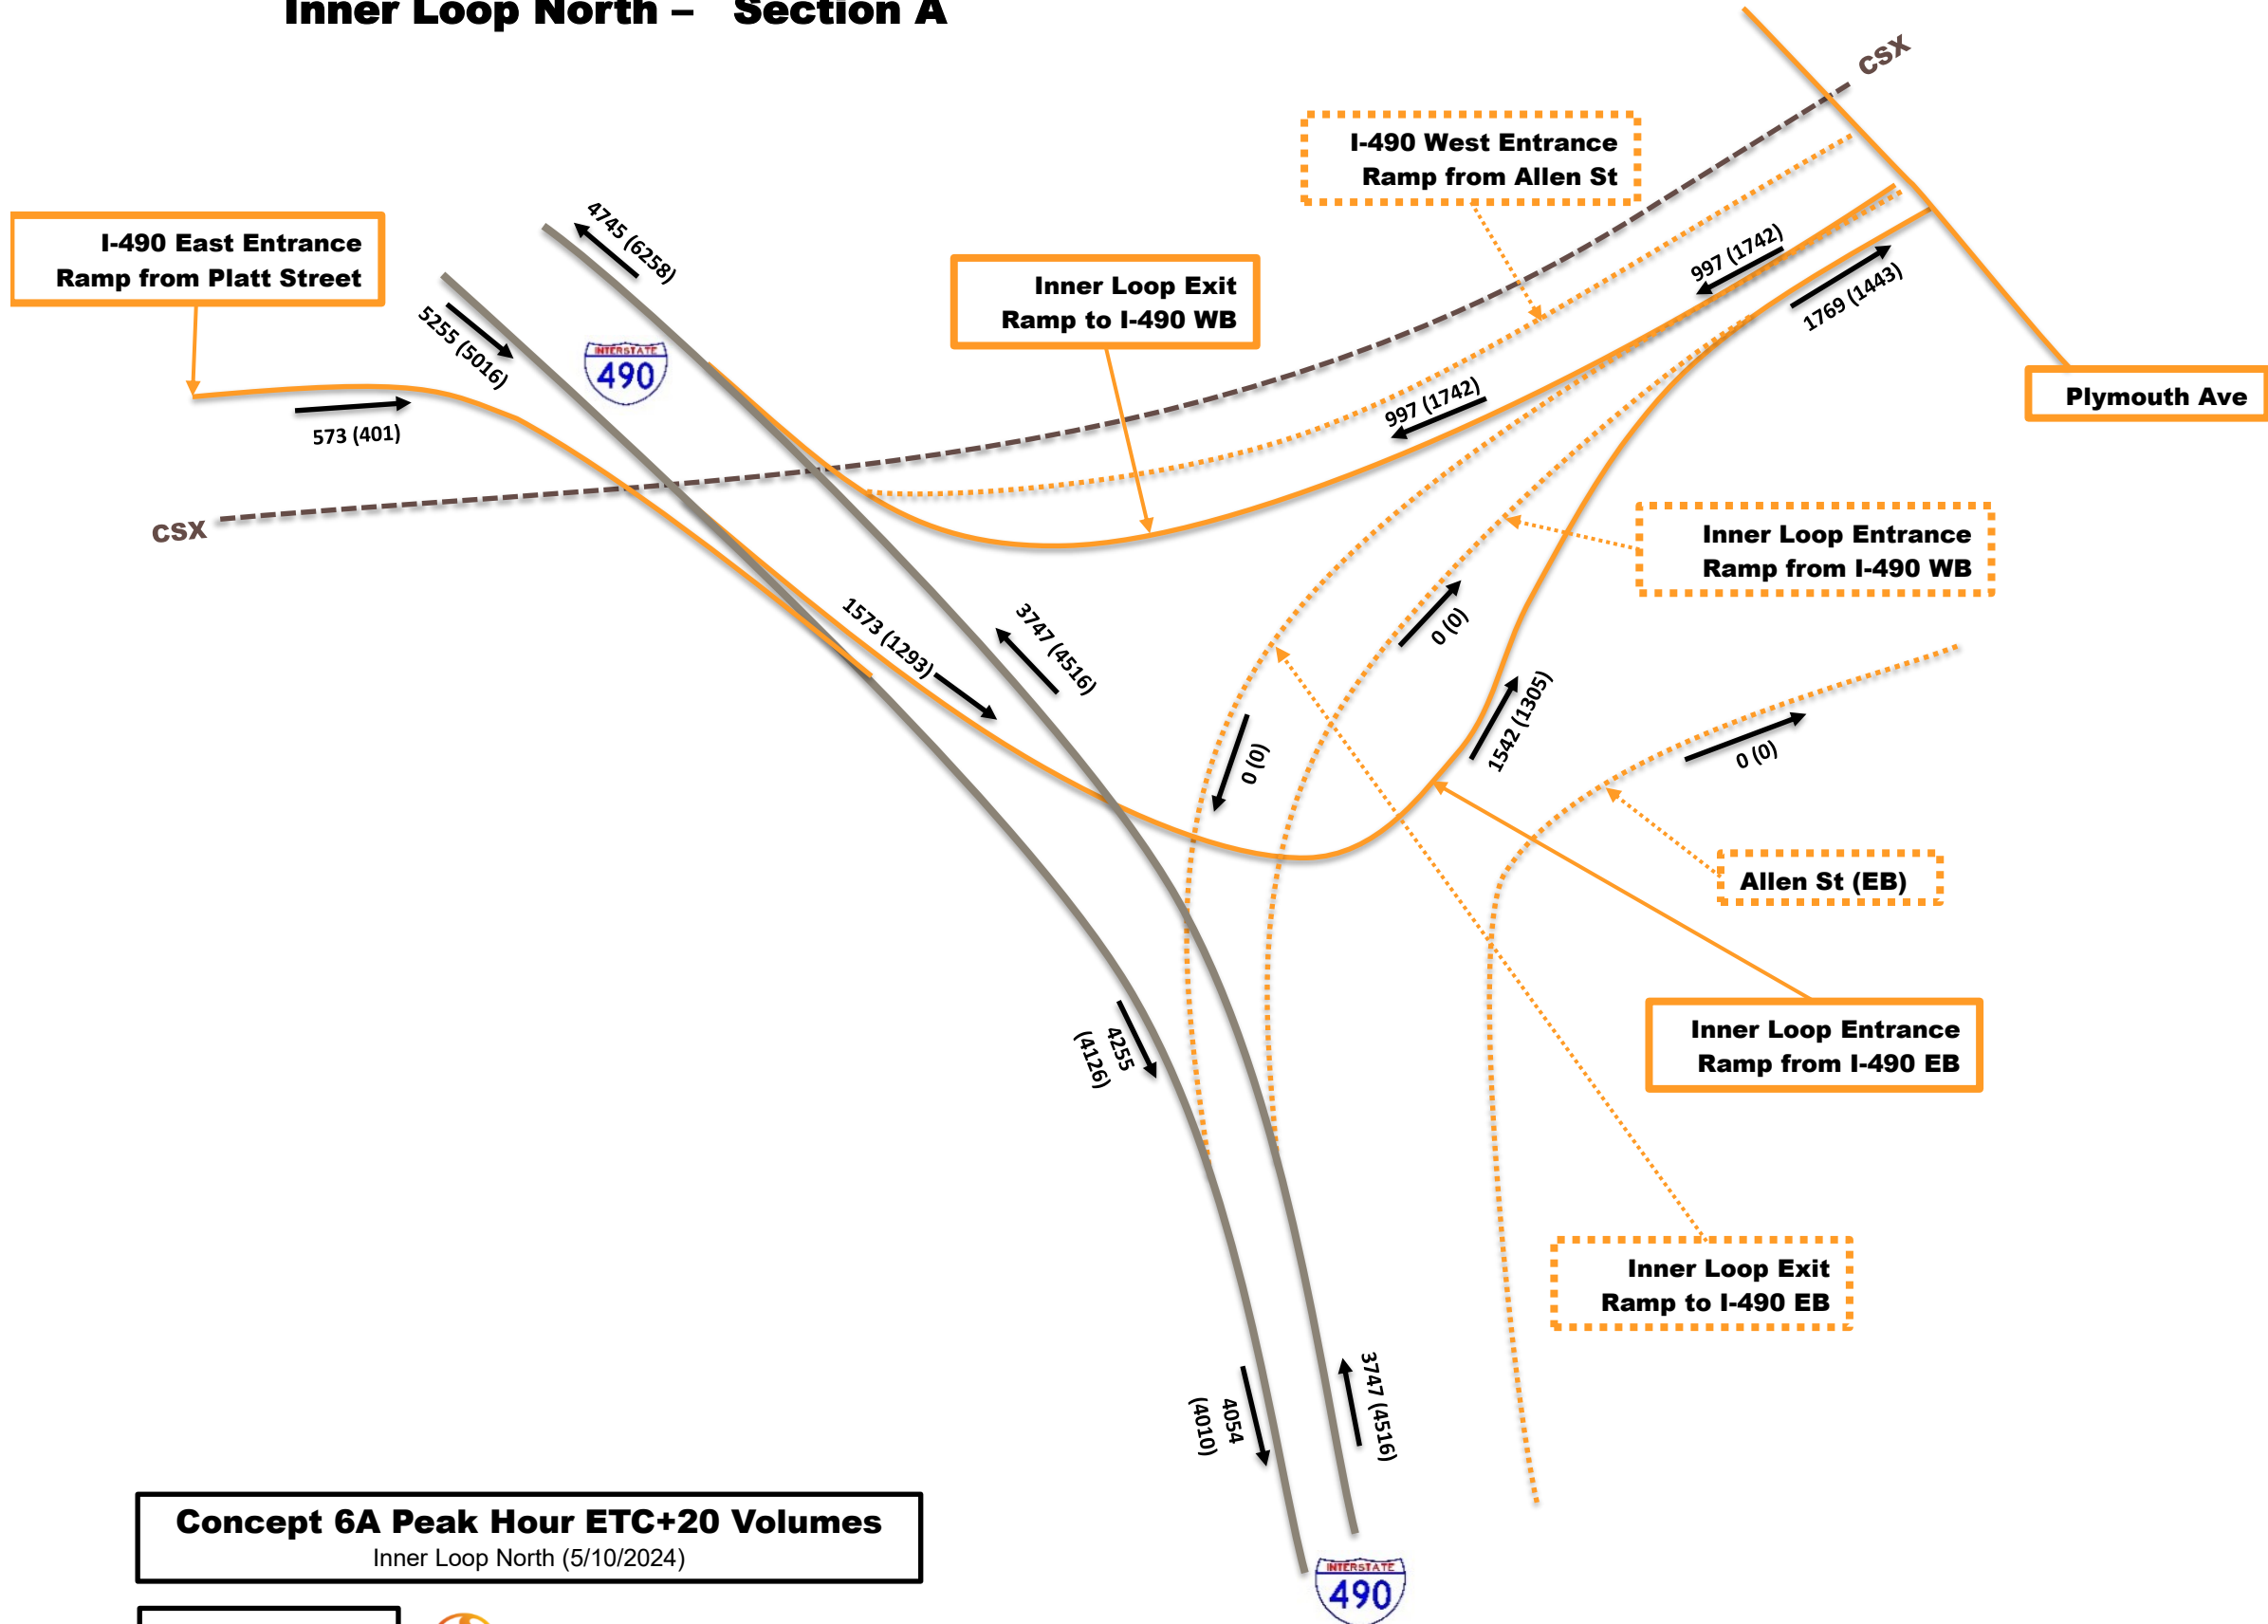 Inner Loop North – Section A
CSX
I-490 West Entrance
Ramp from Allen St
4745 (6258)
I-490 East Entrance
Ramp from Platt Street
997 (1742)
1769 (1443)
Inner Loop Exit
Ramp to I-490 WB
5255 (5016)
INTERSTATE
490
Plymouth Ave
997 (1742)
573 (401)
CSX
Inner Loop Entrance
Ramp from I-490 WB
1573 (1293)
3747 (4516)
0 (0)
1542 (1305)
0 (0)
0 (0)
Allen St (EB)
4255
(4126)
Inner Loop Entrance
Ramp from I-490 EB
Inner Loop Exit
Ramp to I-490 EB
4054
(4010)
3747 (4516)
Concept 6A Peak Hour ETC+20 Volumes
Inner Loop North (5/10/2024)
INTERSTATE
490